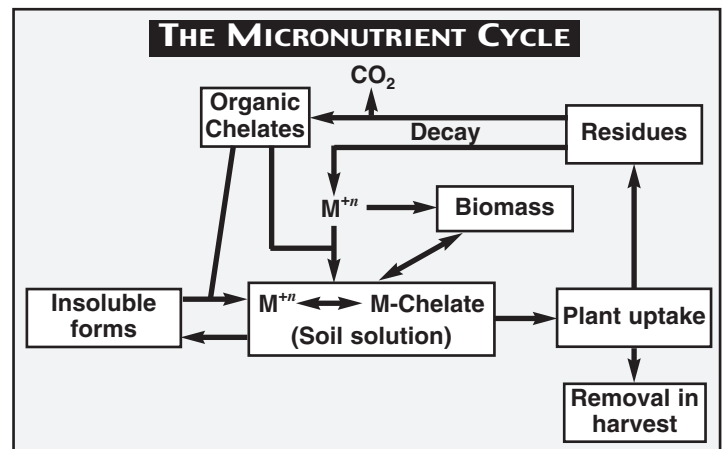 THE MICRONUTRIENT CYCLE
CO₂
Organic
Chelates
Decay
Residues
M⁺ⁿ
Biomass
Insoluble
forms
M⁺ⁿ M-Chelate
(Soil solution)
Plant uptake
Removal in
harvest